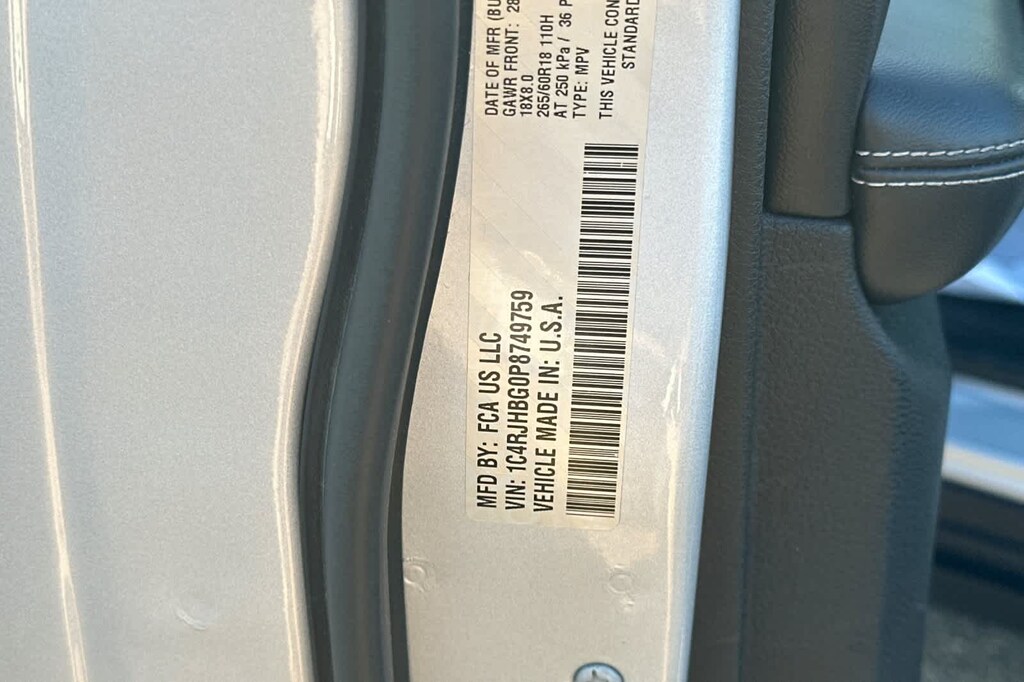 MFD BY: FCA US LLC
VIN: 1C4RJHBG0P8749759
VEHICLE MADE IN: U.S.A.
DATE OF MFR
GAWR FRONT:
18X8.0
265/60R18 110H
AT 250 kPa / 36
TYPE: MPV
THIS VEHICLE
STANDARD